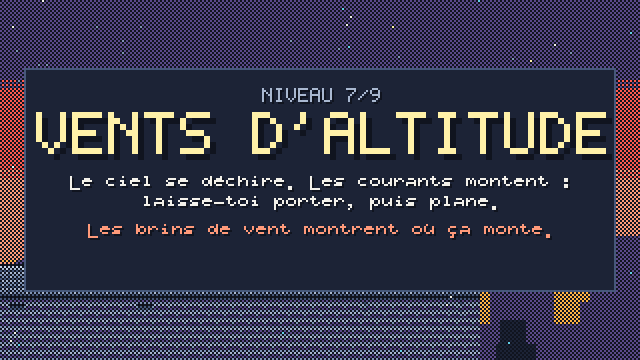 NIVEAU 7/9
VENTS D'ALTITUDE
Le ciel se déchire. Les courants montent :
laisse-toi porter, puis plane.
Les brins de vent montrent où ça monte.